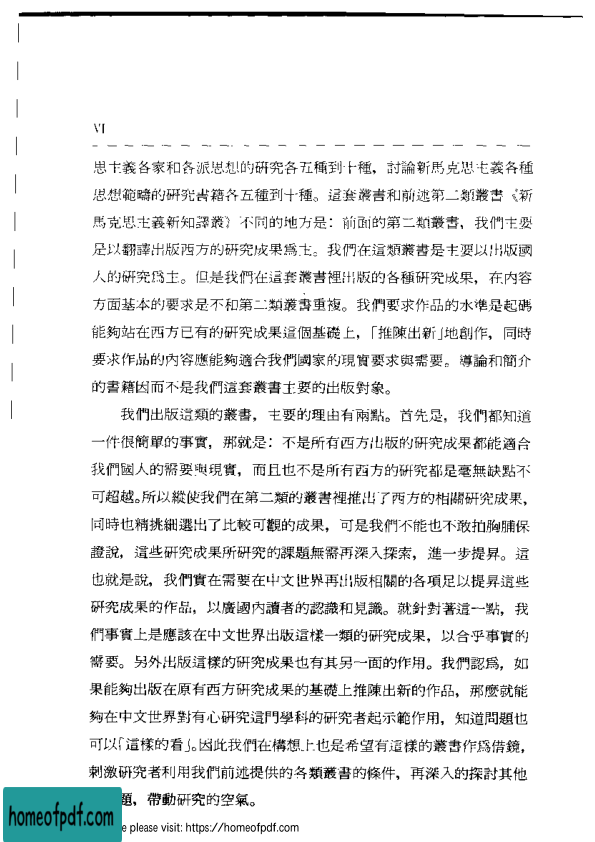 VI
思主義各家和各派思想的研究各五種到十種，討論新馬克思主義各種
思想範疇的研究書籍各五種到十種。這套叢書和前述第二類叢書《新
馬克思主義新知譯叢》不同的地方是：前面的第二類叢書，我們主要
是以翻譯出版西方的研究成果爲主。我們在這類叢書是主要以出版國
人的研究爲主。但是我們在這套叢書裡出版的各種研究成果，在內容
方面基本的要求是不和第二類叢書重複。我們要求作品的水準是起碼
能夠站在西方已有的研究成果這個基礎上，「推陳出新」地創作，同時
要求作品的內容應能夠適合我們國家的現實要求與需要。導論和簡介
的書籍因而不是我們這套叢書主要的出版對象。
我們出版這類的叢書，主要的理由有兩點。首先是，我們都知道
一件很簡單的事實，那就是：不是所有西方出版的研究成果都能適合
我們國人的需要與現實，而且也不是所有西方的研究都是毫無缺點不
可超越。所以縱使我們在第二類的叢書裡推出了西方的相關研究成果，
同時也精挑細選出了比較可觀的成果，可是我們不能也不敢拍胸脯保
證說，這些研究成果所研究的課題無需再深入探索，進一步提昇。這
也就是說，我們實在需要在中文世界再出版相關的各項足以提昇這些
研究成果的作品，以廣國內讀者的認識和見識。就針對著這一點，我
們事實上是應該在中文世界出版這樣一類的研究成果，以合乎事實的
需要。另外出版這樣的研究成果也有其另一面的作用。我們認爲，如
果能夠出版在原有西方研究成果的基礎上推陳出新的作品，那麼就能
夠在中文世界對有心研究這門學科的研究者起示範作用，知道問題也
可以「這樣的看」。因此我們在構想上也是希望有這樣的叢書作爲借鏡，
刺激研究者利用我們前述提供的各類叢書的條件，再深入的探討其他
題，帶動研究的空氣。
homeofpdf.com
e please visit: https://homeofpdf.com